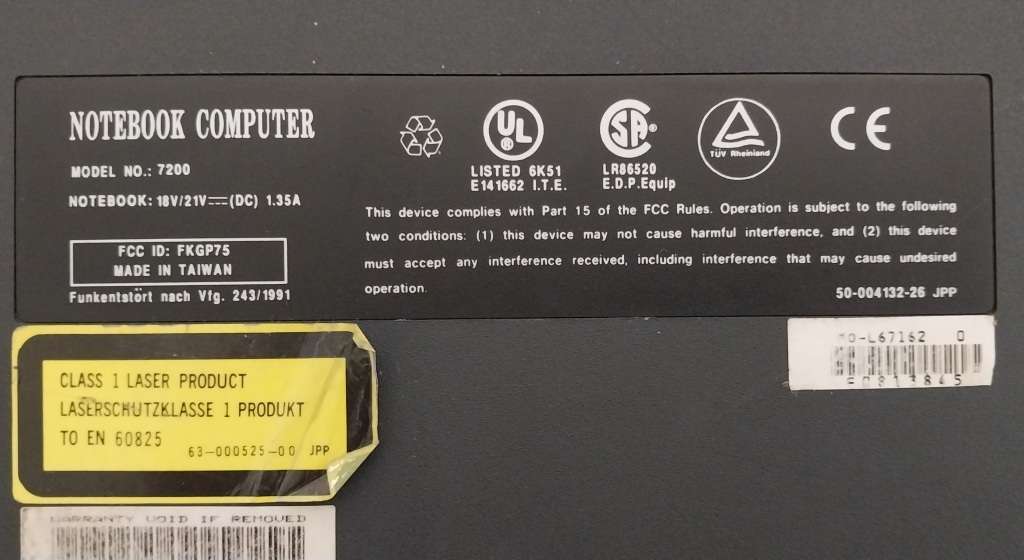 NOTEBOOK COMPUTER
MODEL NO.: 7200
NOTEBOOK: 18V/21V⎓(DC) 1.35A
FCC ID: FKGP75
MADE IN TAIWAN
Funkentstört nach Vfg. 243/1991
UL
®
LISTED 6K51
E141662 I.T.E.
SA®
LR86520
E.D.P.Equip
TÜV Rheinland
CE
This device complies with Part 15 of the FCC Rules. Operation is subject to the following
two conditions: (1) this device may not cause harmful interference, and (2) this device
must accept any interference received, including interference that may cause undesired
operation.
50-004132-26 JPP
O-L67162 0
CLASS 1 LASER PRODUCT
LASERSCHUTZKLASSE 1 PRODUKT
TO EN 60825
63-000525-00 JPP
WARRANTY VOID IF REMOVED